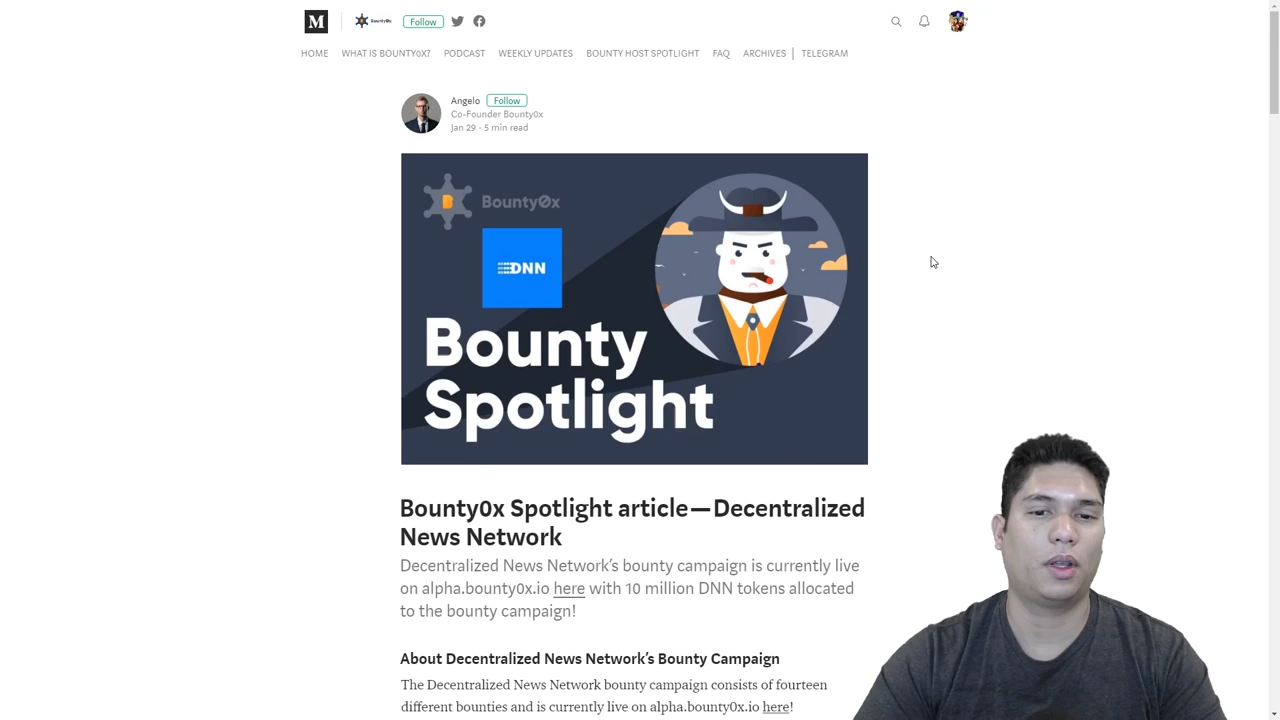 M
Bounty0x
Follow
HOME WHAT IS BOUNTY0X? PODCAST WEEKLY UPDATES BOUNTY HOST SPOTLIGHT FAQ ARCHIVES TELEGRAM
Angelo Follow
Co-Founder Bounty0x
Jan 29 · 5 min read
B
Bounty0x
DNN
Bounty
Spotlight
Bounty0x Spotlight article — Decentralized
News Network
Decentralized News Network’s bounty campaign is currently live
on alpha.bounty0x.io here with 10 million DNN tokens allocated
to the bounty campaign!
About Decentralized News Network’s Bounty Campaign
The Decentralized News Network bounty campaign consists of fourteen
different bounties and is currently live on alpha.bounty0x.io here!